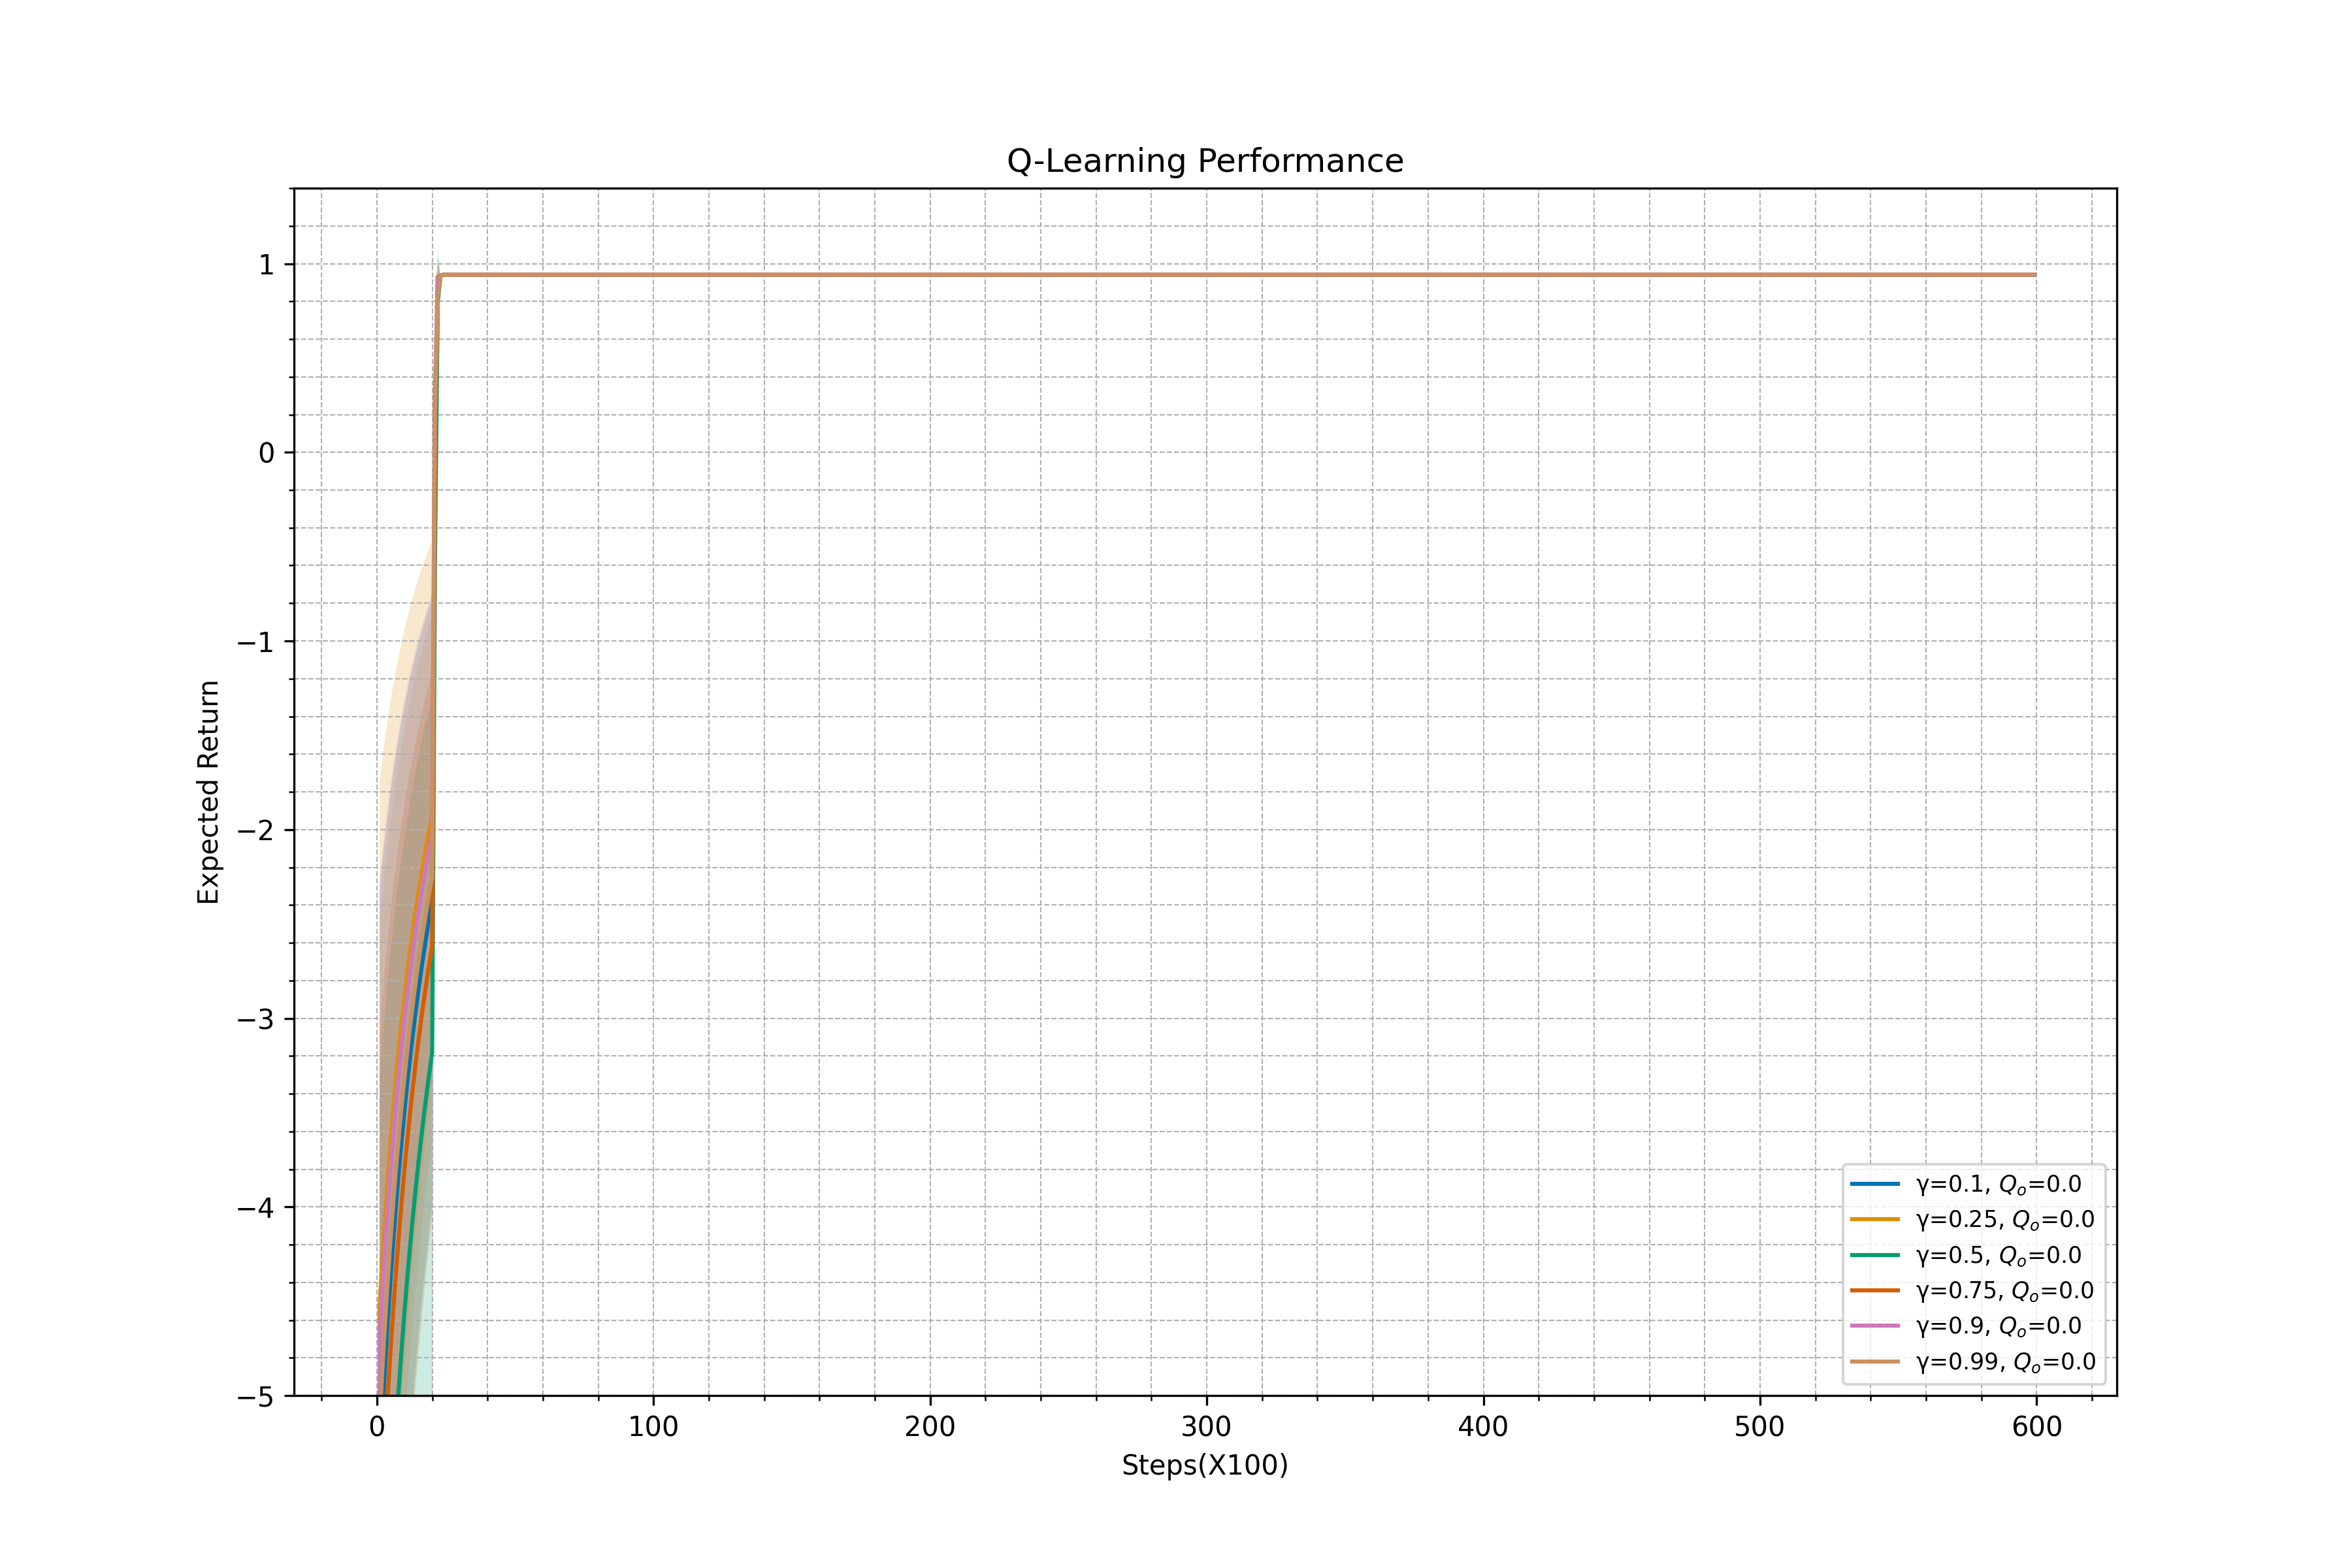 Q-Learning Performance
Expected Return
1
0
−1
−2
−3
−4
−5
0 100 200 300 400 500 600
Steps(X100)
γ=0.1, Qₒ=0.0
γ=0.25, Qₒ=0.0
γ=0.5, Qₒ=0.0
γ=0.75, Qₒ=0.0
γ=0.9, Qₒ=0.0
γ=0.99, Qₒ=0.0